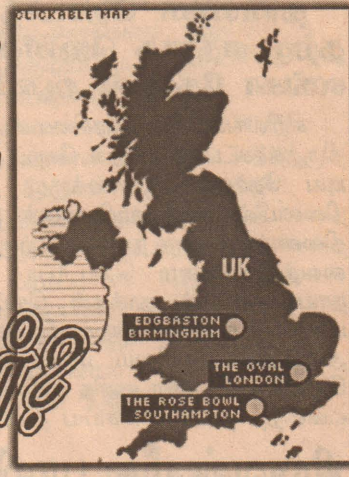 CLICKABLE MAP
UK
EDGBASTON
BIRMINGHAM
THE OVAL
LONDON
THE ROSE BOWL
SOUTHAMPTON